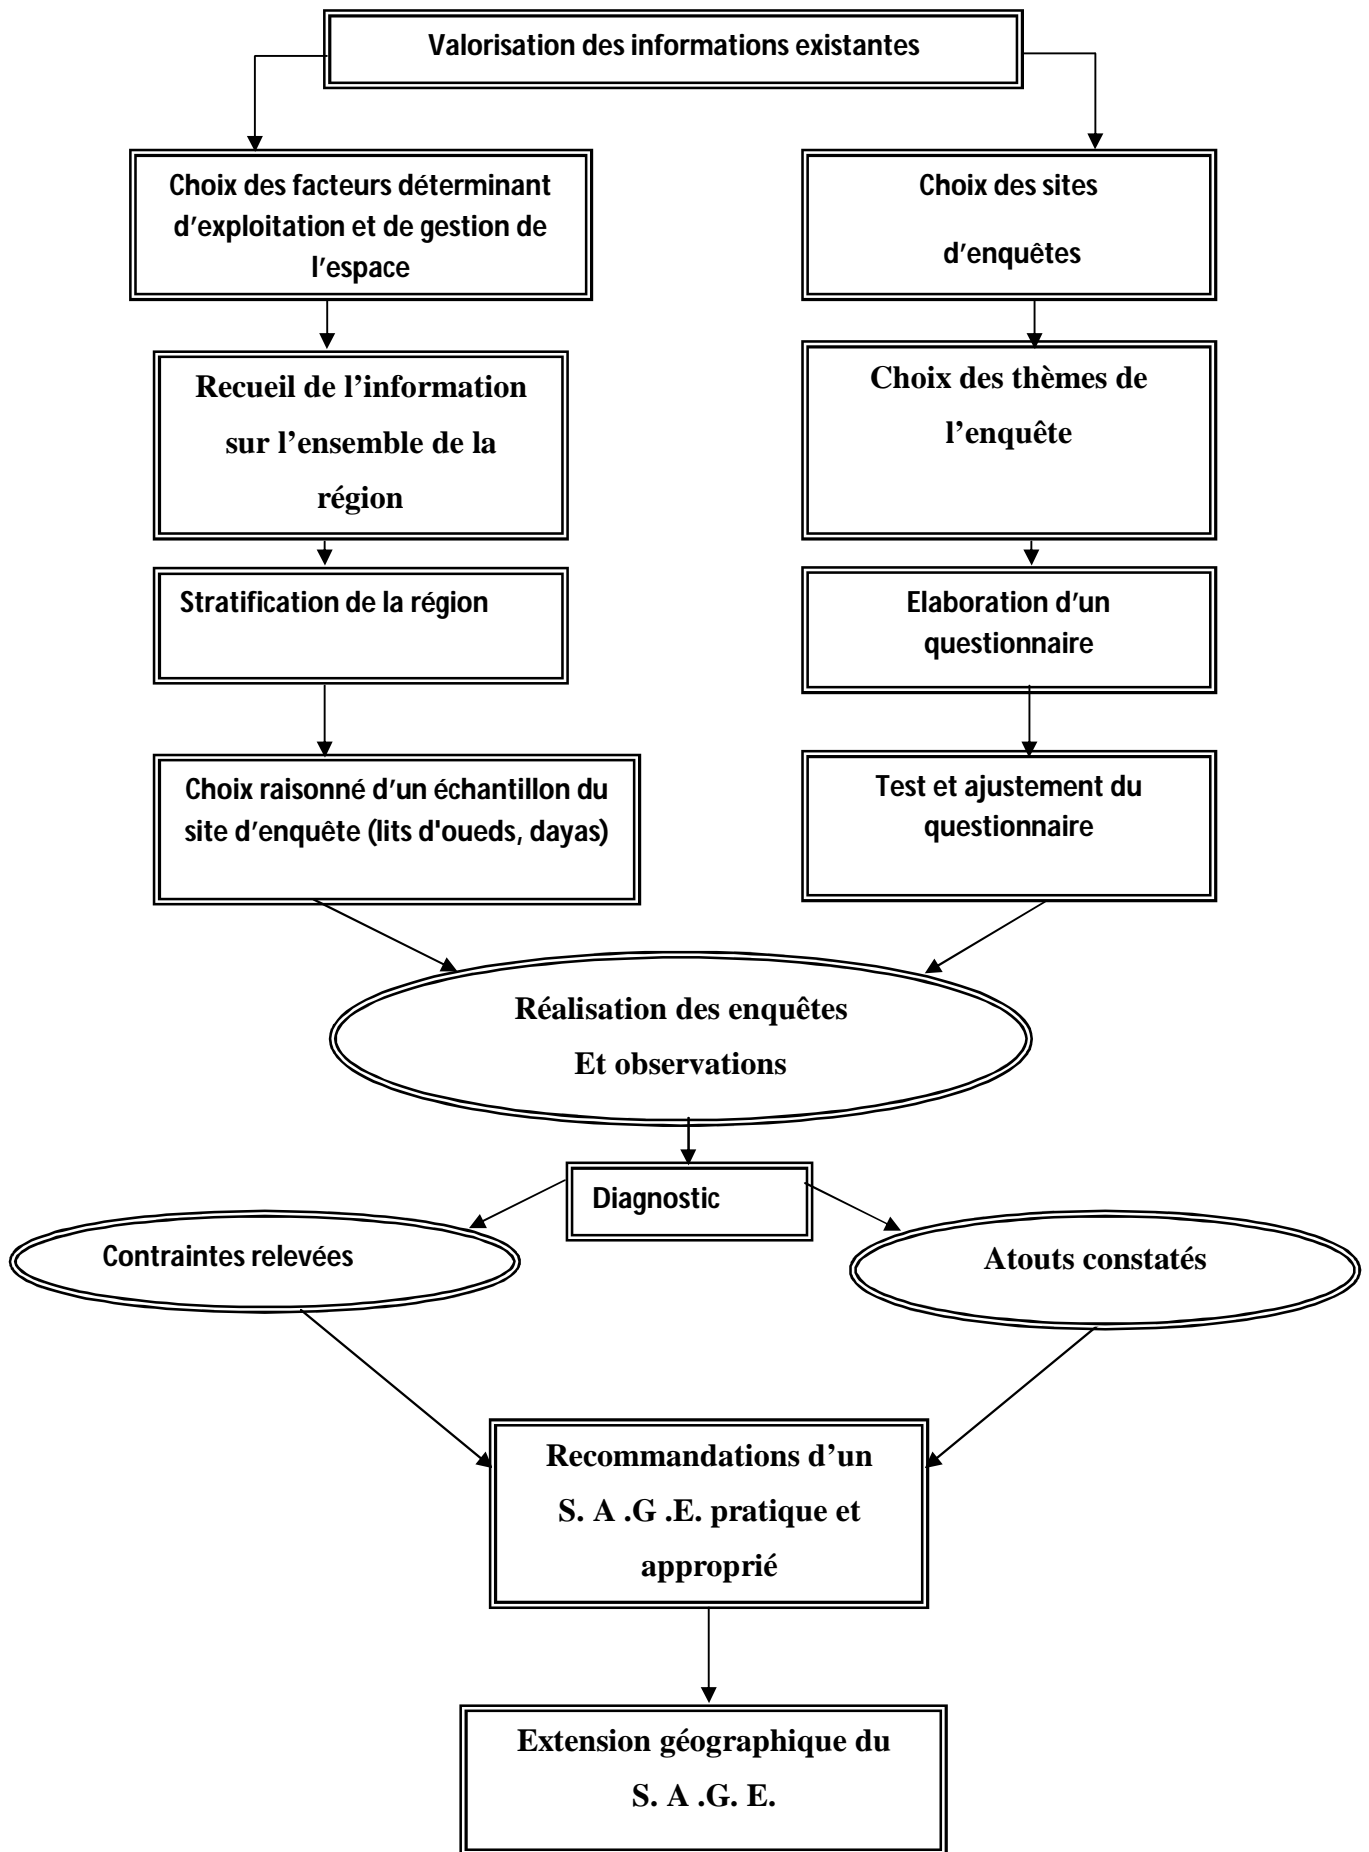 Valorisation des informations existantes
Choix des facteurs déterminant
d’exploitation et de gestion de
l’espace
Choix des sites
d’enquêtes
Recueil de l’information
sur l’ensemble de la
région
Choix des thèmes de
l’enquête
Stratification de la région
Elaboration d’un
questionnaire
Choix raisonné d’un échantillon du
site d’enquête (lits d'oueds, dayas)
Test et ajustement du
questionnaire
Réalisation des enquêtes
Et observations
Diagnostic
Contraintes relevées
Atouts constatés
Recommandations d’un
S. A .G .E. pratique et
approprié
Extension géographique du
S. A .G. E.